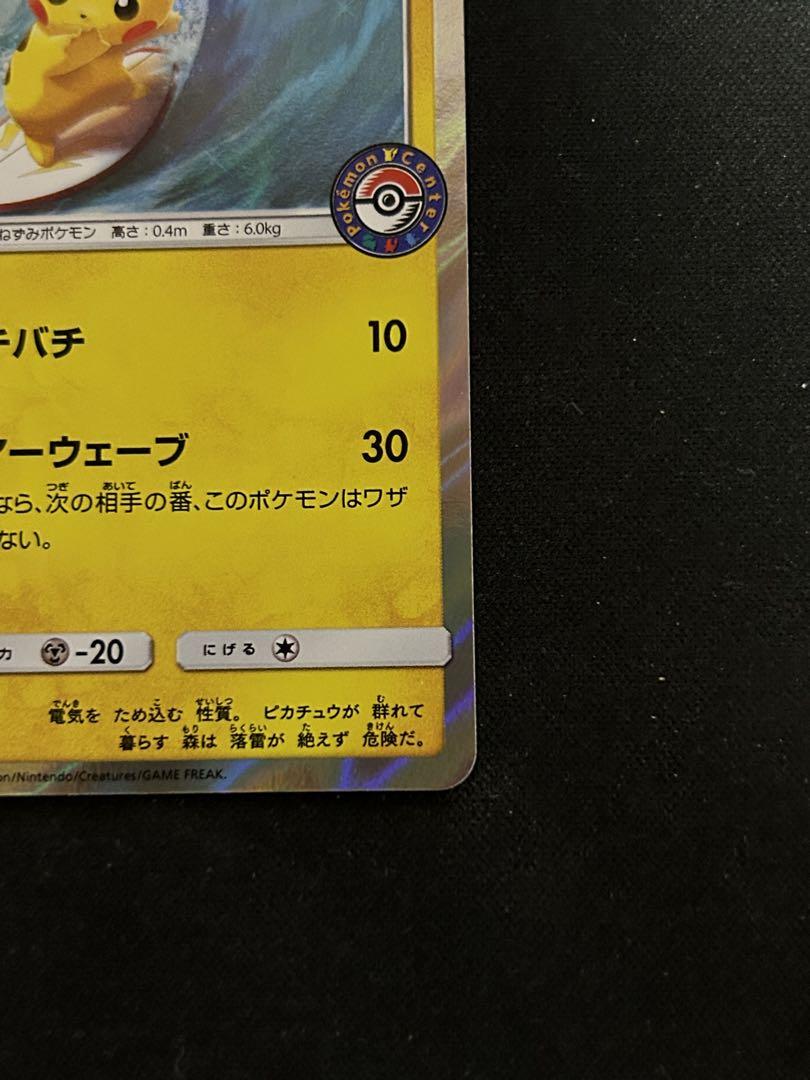 Pokémon Center
ねずみポケモン 高さ:0.4m 重さ:6.0kg
バチ 10
ーウェーブ 30
なら、次の相手の番、このポケモンはワザ
ない。
-20 にげる
電気を ため込む 性質。 ピカチュウが 群れて
暮らす 森は 落雷が 絶えず 危険だ。
/Nintendo/Creatures/GAME FREAK.